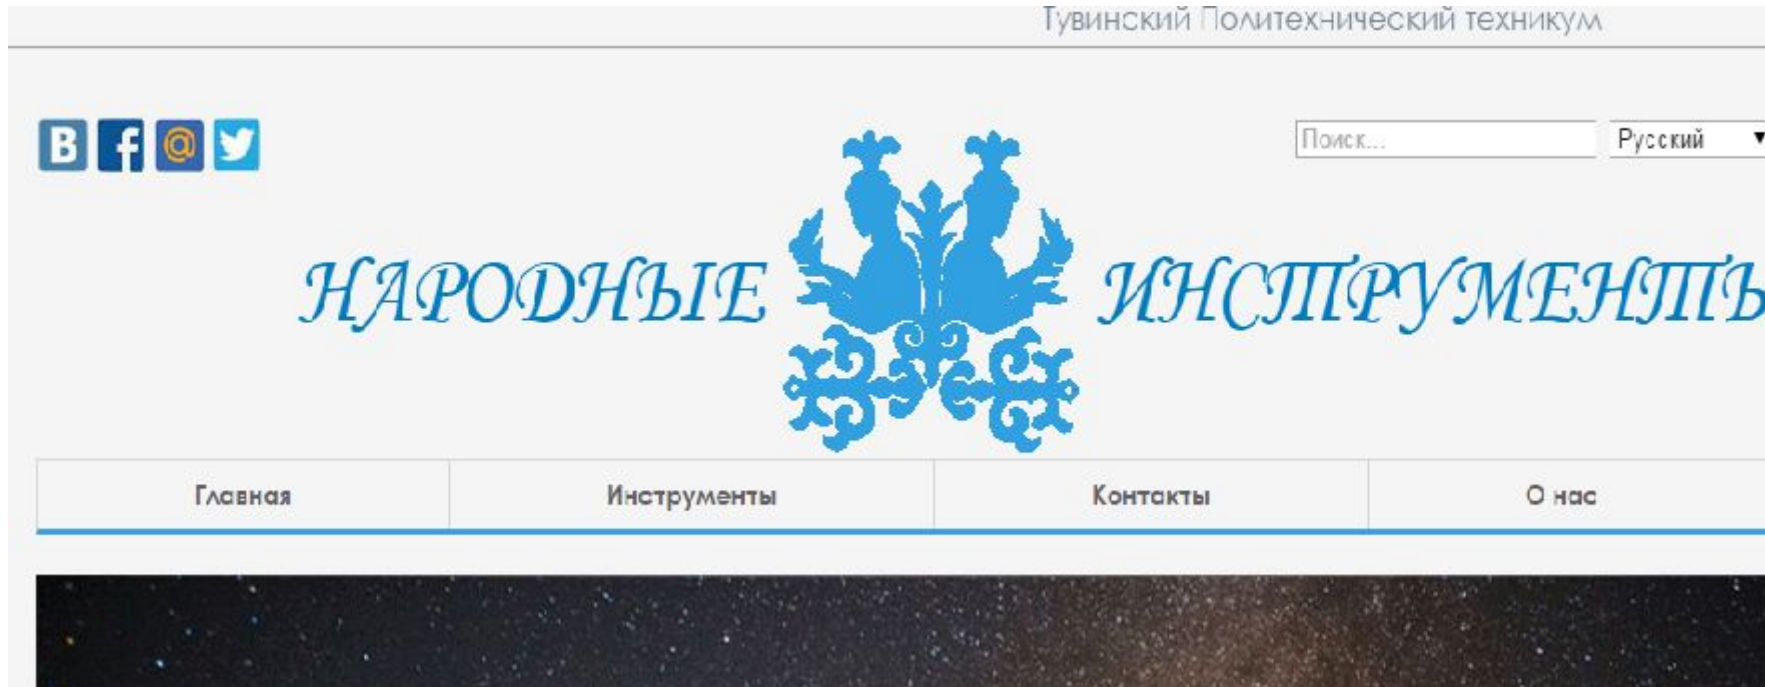 Тувинский Политехнический техникум
Поиск... Русский
НАРОДНЫЕ ИНСТРУМЕНТЫ
Главная Инструменты Контакты О нас